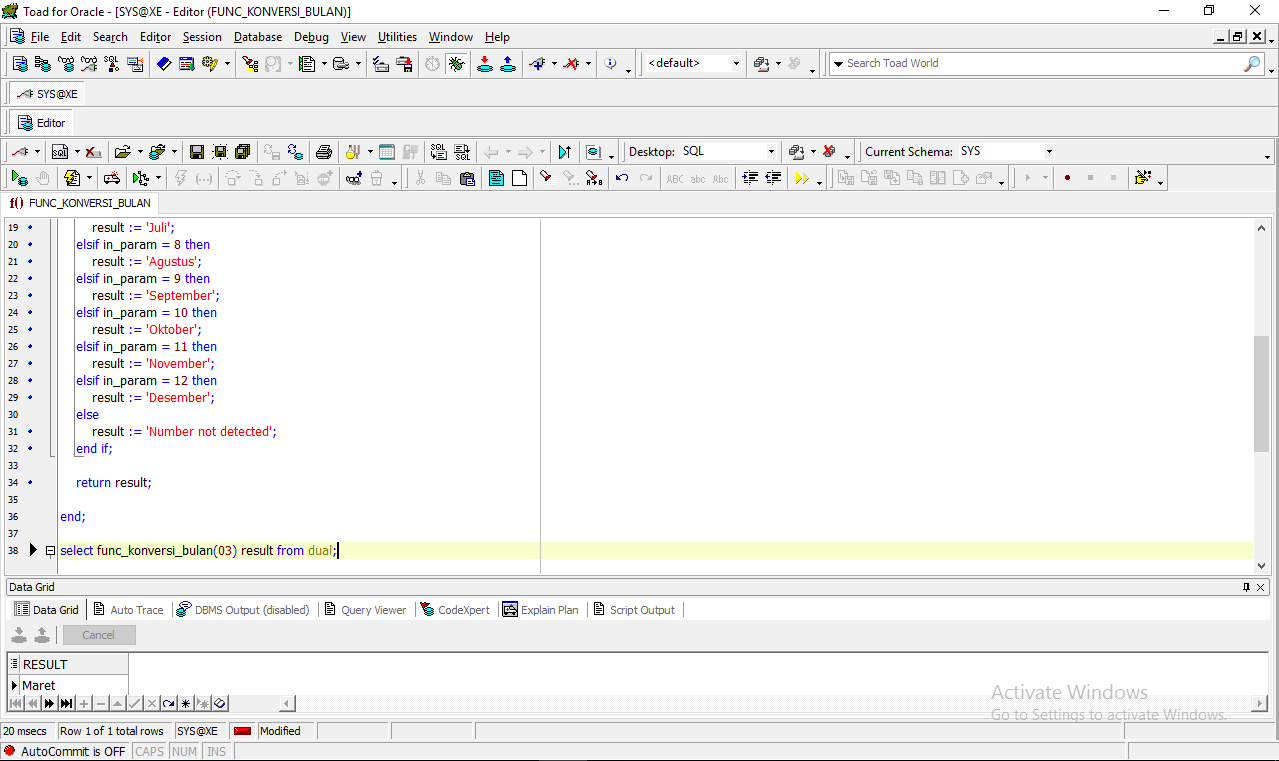 Toad for Oracle - [SYS@XE - Editor (FUNC_KONVERSI_BULAN)]
File Edit Search Editor Session Database Debug View Utilities Window Help
<default> Search Toad World
SYS@XE
Editor
SQL Desktop: SQL Current Schema: SYS
ABC abc Abc
f() FUNC_KONVERSI_BULAN
19 result := 'Juli';
20 elsif in_param = 8 then
21 result := 'Agustus';
22 elsif in_param = 9 then
23 result := 'September';
24 elsif in_param = 10 then
25 result := 'Oktober';
26 elsif in_param = 11 then
27 result := 'November';
28 elsif in_param = 12 then
29 result := 'Desember';
30 else
31 result := 'Number not detected';
32 end if;
33
34 return result;
35
36 end;
37
38 select func_konversi_bulan(03) result from dual;
Data Grid
Data Grid Auto Trace DBMS Output (disabled) Query Viewer CodeXpert Explain Plan Script Output
Cancel
RESULT
Maret
Activate Windows
Go to Settings to activate Windows.
20 msecs Row 1 of 1 total rows SYS@XE Modified
AutoCommit is OFF CAPS NUM INS